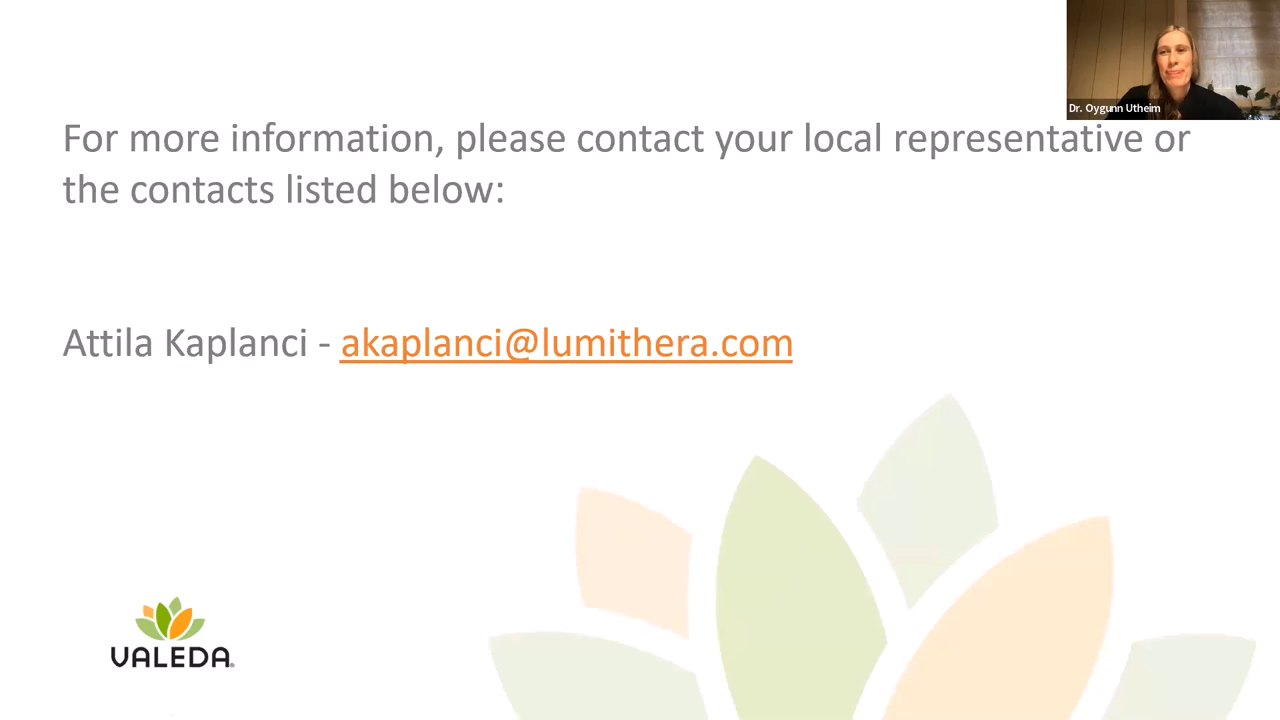 Dr. Oygunn Utheim
For more information, please contact your local representative or
the contacts listed below:
Attila Kaplanci - akaplanci@lumithera.com
VALEDA®